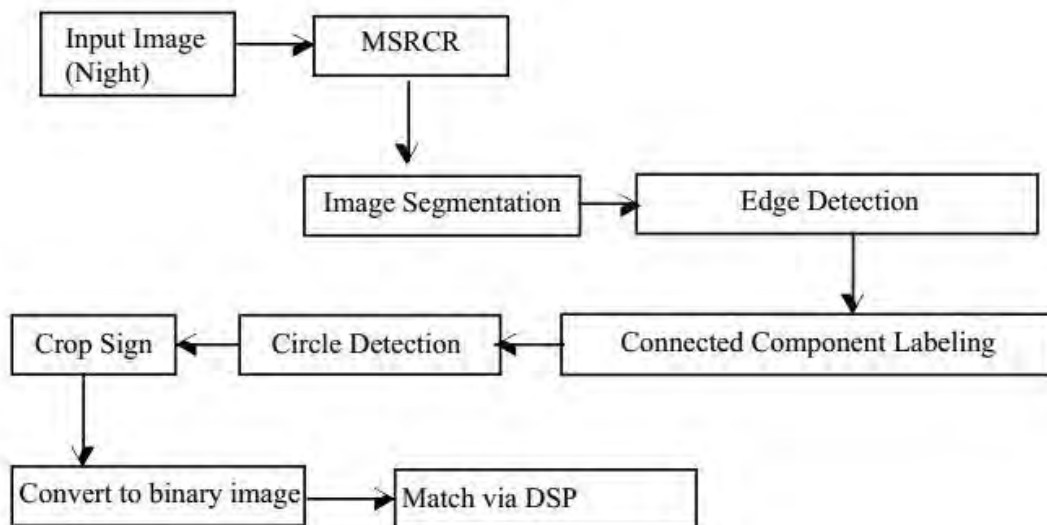 Input Image
(Night)
MSRCR
Image Segmentation
Edge Detection
Connected Component Labeling
Circle Detection
Crop Sign
Convert to binary image
Match via DSP